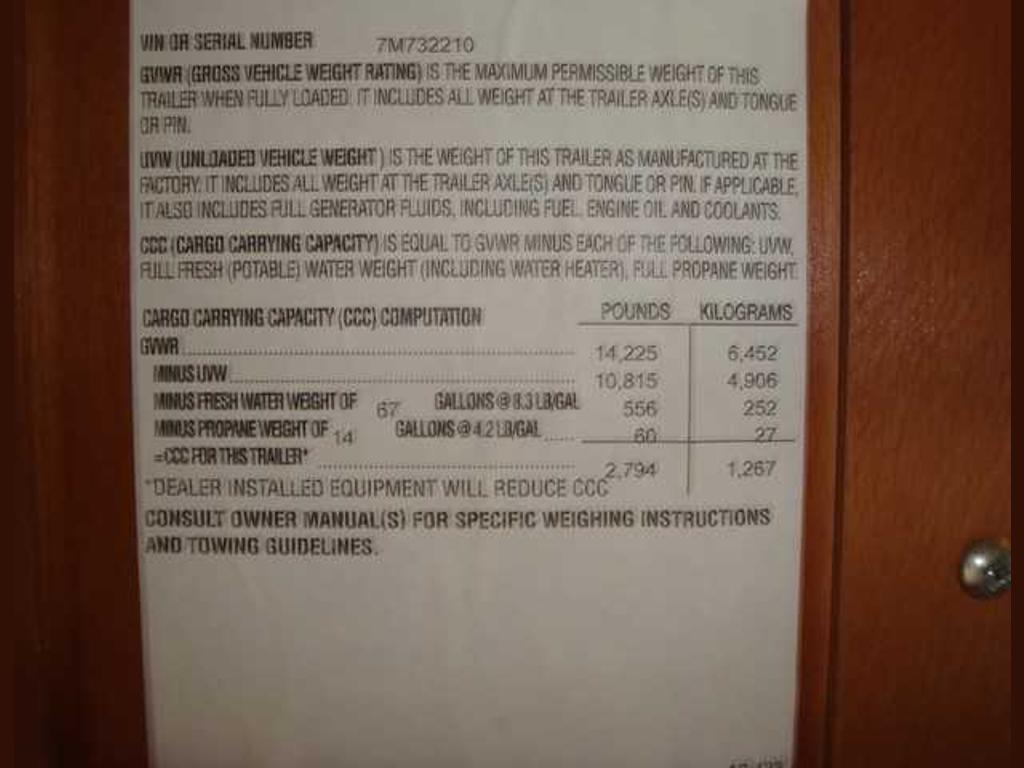 VIN OR SERIAL NUMBER 7M732210
GVWR (GROSS VEHICLE WEIGHT RATING) IS THE MAXIMUM PERMISSIBLE WEIGHT OF THIS
TRAILER WHEN FULLY LOADED. IT INCLUDES ALL WEIGHT AT THE TRAILER AXLE(S) AND TONGUE
OR PIN.
UVW (UNLOADED VEHICLE WEIGHT ) IS THE WEIGHT OF THIS TRAILER AS MANUFACTURED AT THE
FACTORY. IT INCLUDES ALL WEIGHT AT THE TRAILER AXLE(S) AND TONGUE OR PIN. IF APPLICABLE,
IT ALSO INCLUDES FULL GENERATOR FLUIDS, INCLUDING FUEL, ENGINE OIL AND COOLANTS.
CCC (CARGO CARRYING CAPACITY) IS EQUAL TO GVWR MINUS EACH OF THE FOLLOWING: UVW,
FULL FRESH (POTABLE) WATER WEIGHT (INCLUDING WATER HEATER), FULL PROPANE WEIGHT.
CARGO CARRYING CAPACITY (CCC) COMPUTATION POUNDS KILOGRAMS
GVWR 14,225 6,452
MINUS UVW 10,815 4,906
MINUS FRESH WATER WEIGHT OF 67 GALLONS @ 8.3 LB/GAL 556 252
MINUS PROPANE WEIGHT OF 14 GALLONS @ 4.2 LB/GAL 60 27
=CCC FOR THIS TRAILER* 2,794 1,267
*DEALER INSTALLED EQUIPMENT WILL REDUCE CCC
CONSULT OWNER MANUAL(S) FOR SPECIFIC WEIGHING INSTRUCTIONS
AND TOWING GUIDELINES.